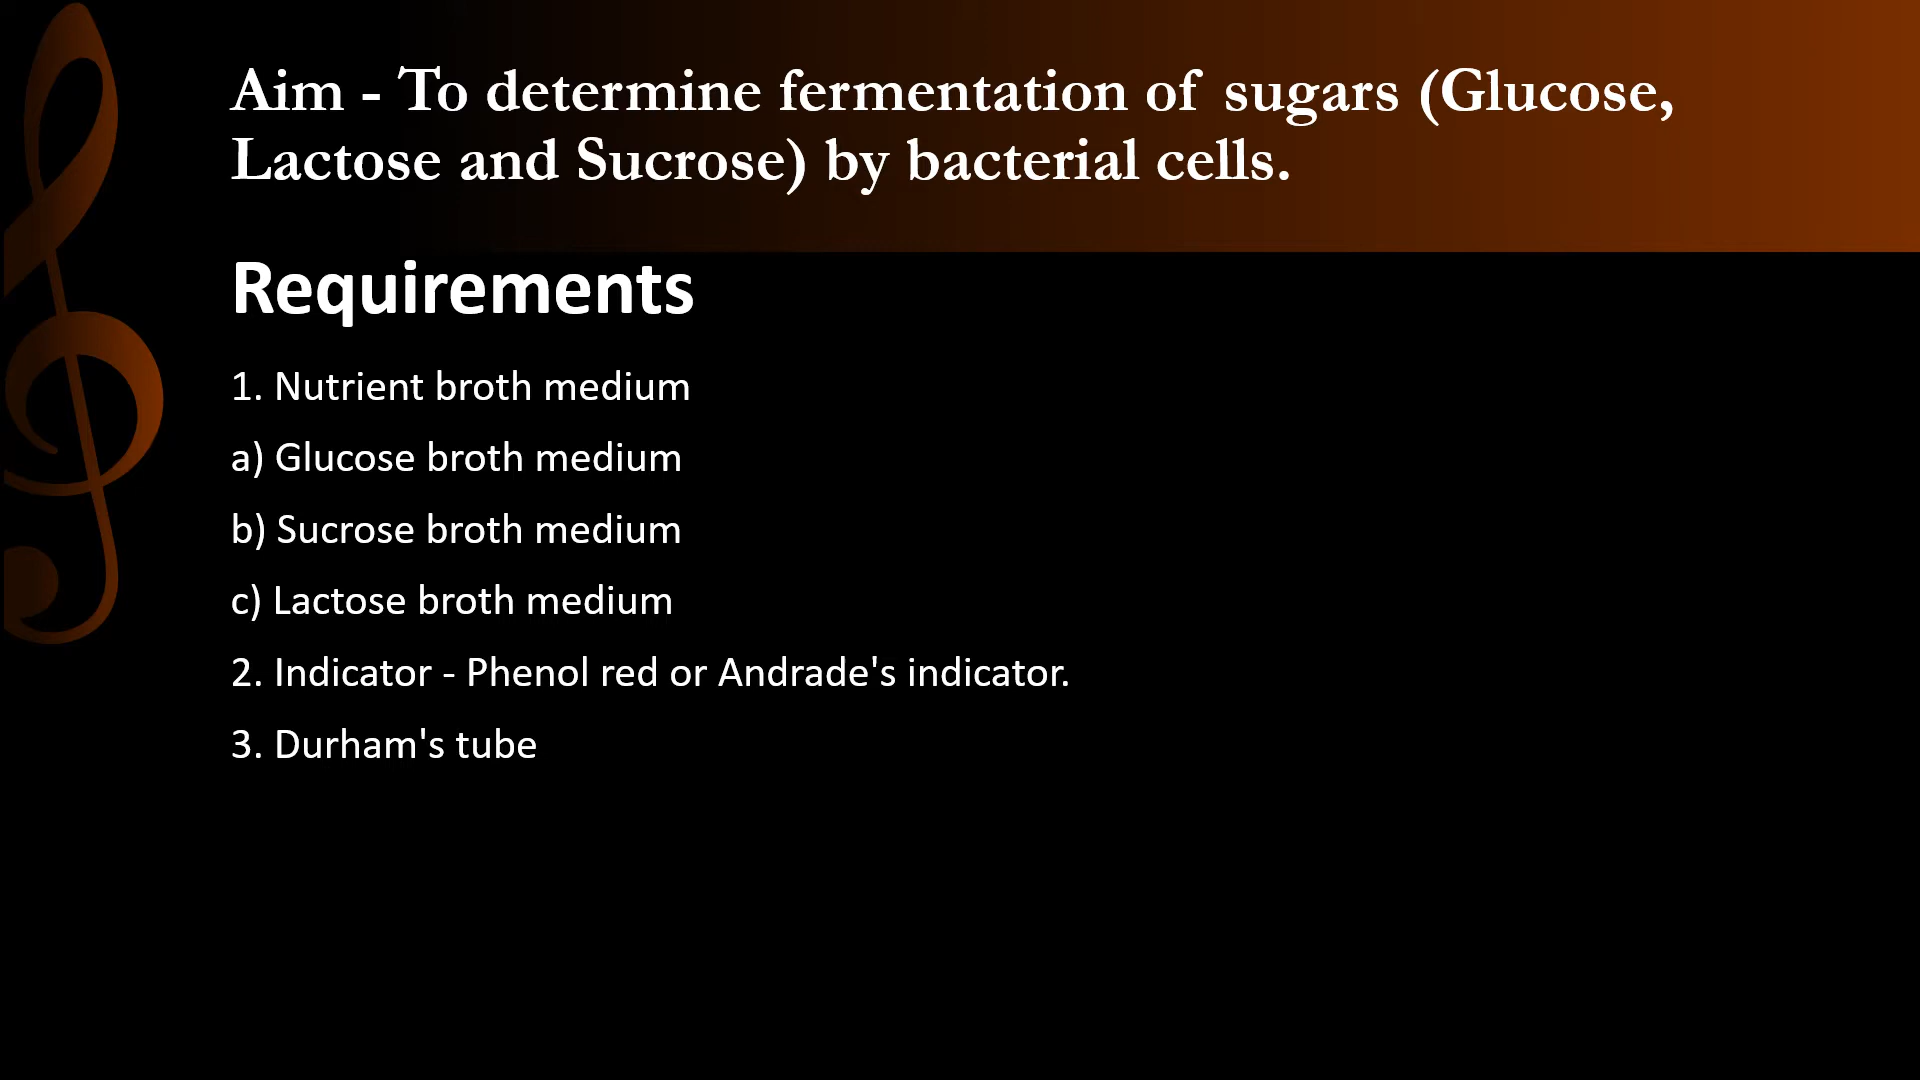 Aim - To determine fermentation of sugars (Glucose,
Lactose and Sucrose) by bacterial cells.
Requirements
1. Nutrient broth medium
a) Glucose broth medium
b) Sucrose broth medium
c) Lactose broth medium
2. Indicator - Phenol red or Andrade's indicator.
3. Durham's tube